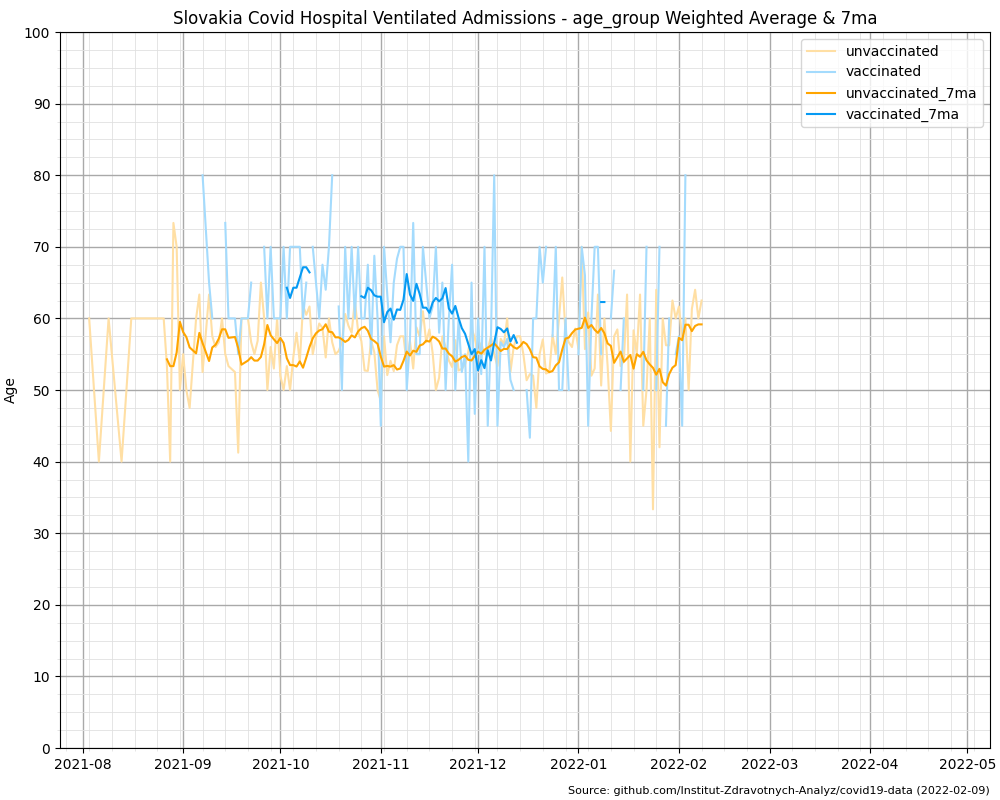 Slovakia Covid Hospital Ventilated Admissions - age_group Weighted Average & 7ma
unvaccinated
vaccinated
unvaccinated_7ma
vaccinated_7ma
Age
100
90
80
70
60
50
40
30
20
10
0
2021-08 2021-09 2021-10 2021-11 2021-12 2022-01 2022-02 2022-03 2022-04 2022-05
Source: github.com/Institut-Zdravotnych-Analyz/covid19-data (2022-02-09)